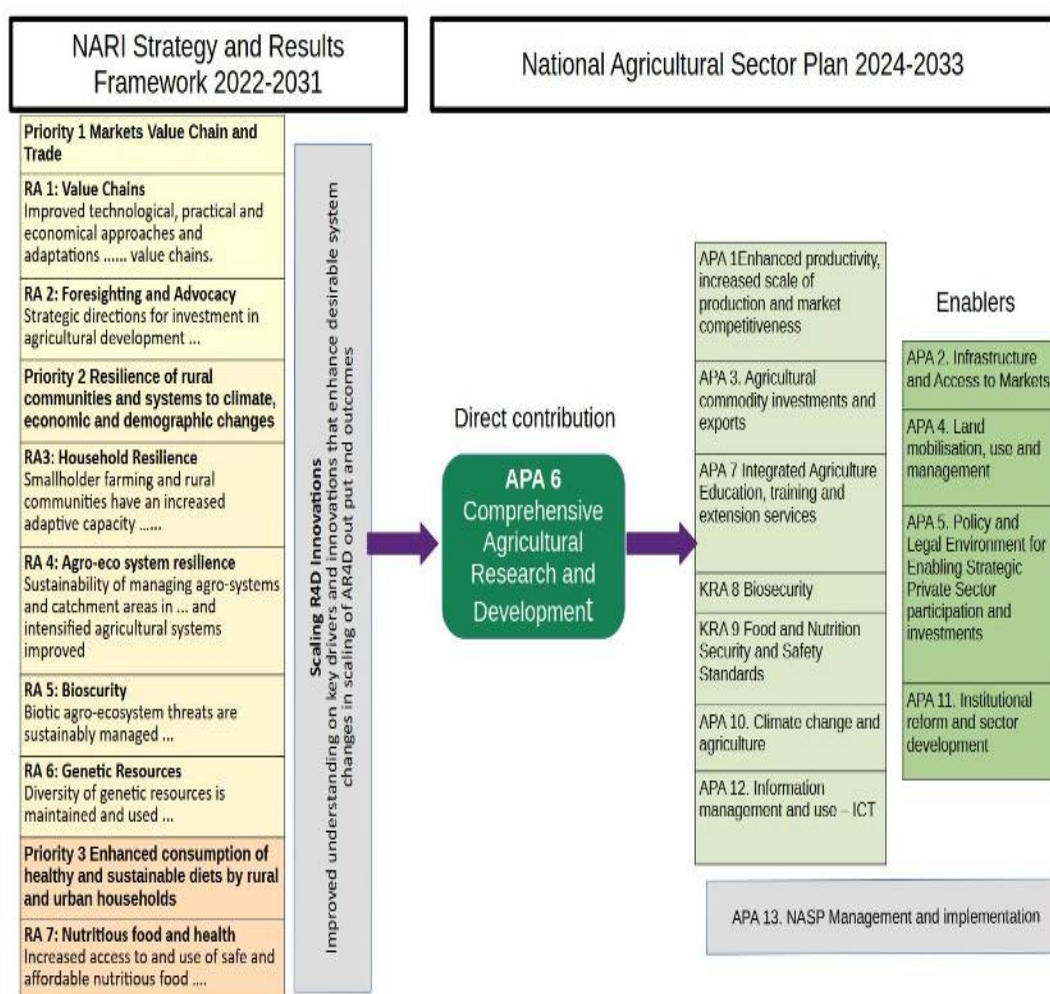 NARI Strategy and Results
Framework 2022-2031
National Agricultural Sector Plan 2024-2033
Priority 1 Markets Value Chain and
Trade
RA 1: Value Chains
Improved technological, practical and
economical approaches and
adaptations ...... value chains.
RA 2: Foresighting and Advocacy
Strategic directions for investment in
agricultural development ...
Priority 2 Resilience of rural
communities and systems to climate,
economic and demographic changes
RA3: Household Resilience
Smallholder farming and rural
communities have an increased
adaptive capacity ......
RA 4: Agro-eco system resilience
Sustainability of managing agro-systems
and catchment areas in ... and
intensified agricultural systems
improved
RA 5: Bioscurity
Biotic agro-ecosystem threats are
sustainably managed ...
RA 6: Genetic Resources
Diversity of genetic resources is
maintained and used ...
Priority 3 Enhanced consumption of
healthy and sustainable diets by rural
and urban households
RA 7: Nutritious food and health
Increased access to and use of safe and
affordable nutritious food ....
Scaling R4D Innovations
Improved understanding on key drivers and innovations that enhance desirable system
changes in scaling of AR4D out put and outcomes
Direct contribution
APA 6
Comprehensive
Agricultural
Research and
Development
APA 1Enhanced productivity,
increased scale of
production and market
competitiveness
APA 3. Agricultural
commodity investments and
exports
APA 7 Integrated Agriculture
Education, training and
extension services
KRA 8 Biosecurity
KRA 9 Food and Nutrition
Security and Safety
Standards
APA 10. Climate change and
agriculture
APA 12. Information
management and use – ICT
Enablers
APA 2. Infrastructure
and Access to Markets
APA 4. Land
mobilisation, use and
management
APA 5. Policy and
Legal Environment for
Enabling Strategic
Private Sector
participation and
investments
APA 11. Institutional
reform and sector
development
APA 13. NASP Management and implementation